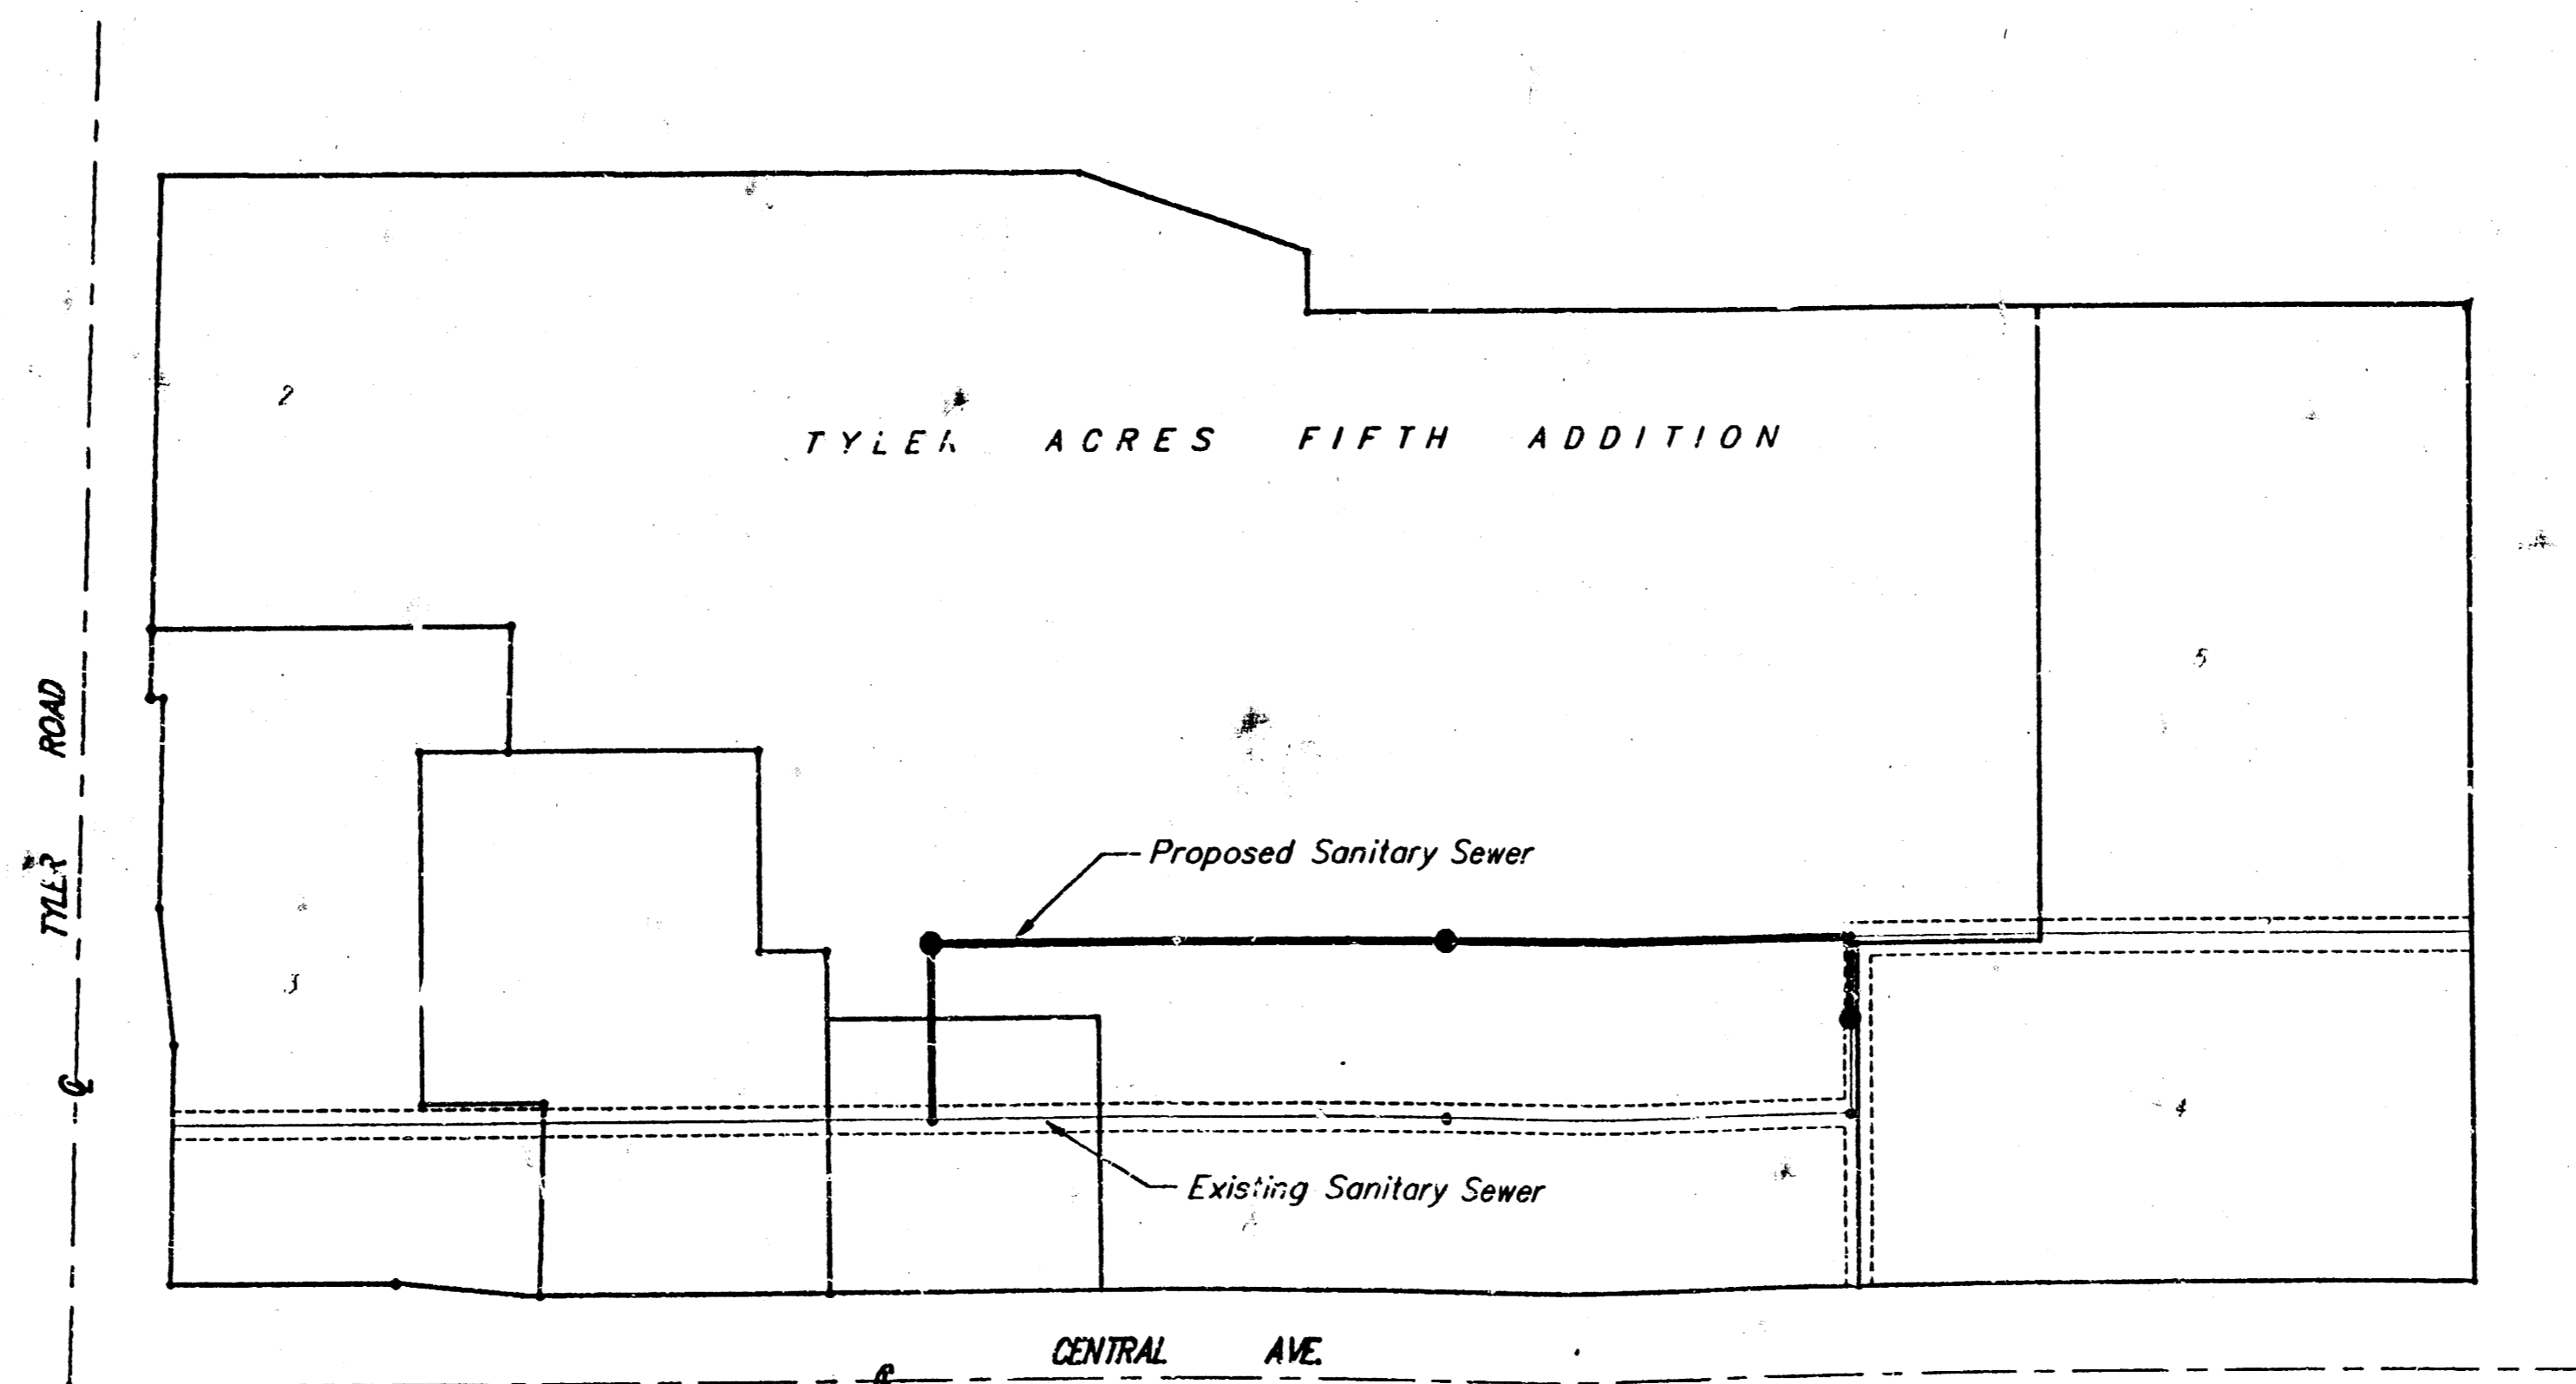 2
TYLER ACRES FIFTH ADDITION
5
TYLER ROAD
Proposed Sanitary Sewer
3
4
Existing Sanitary Sewer
CENTRAL AVE.